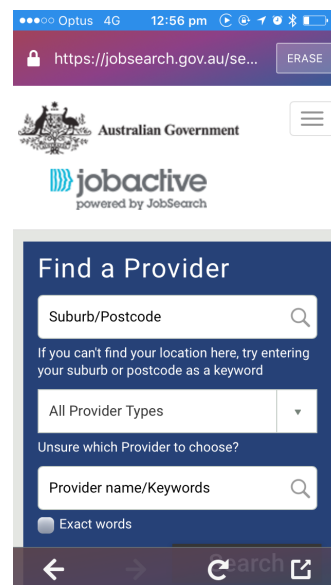 Optus 4G 12:56 pm
https://jobsearch.gov.au/se...
ERASE
Australian Government
jobactive
powered by JobSearch
Find a Provider
Suburb/Postcode
If you can't find your location here, try entering
your suburb or postcode as a keyword
All Provider Types
Unsure which Provider to choose?
Provider name/Keywords
Exact words
Search